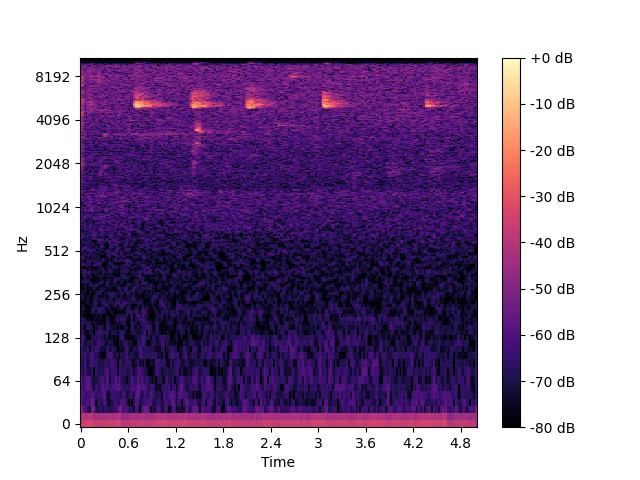 8192
4096
2048
1024
512
256
128
64
0
Hz
0 0.6 1.2 1.8 2.4 3 3.6 4.2 4.8
Time
+0 dB
-10 dB
-20 dB
-30 dB
-40 dB
-50 dB
-60 dB
-70 dB
-80 dB